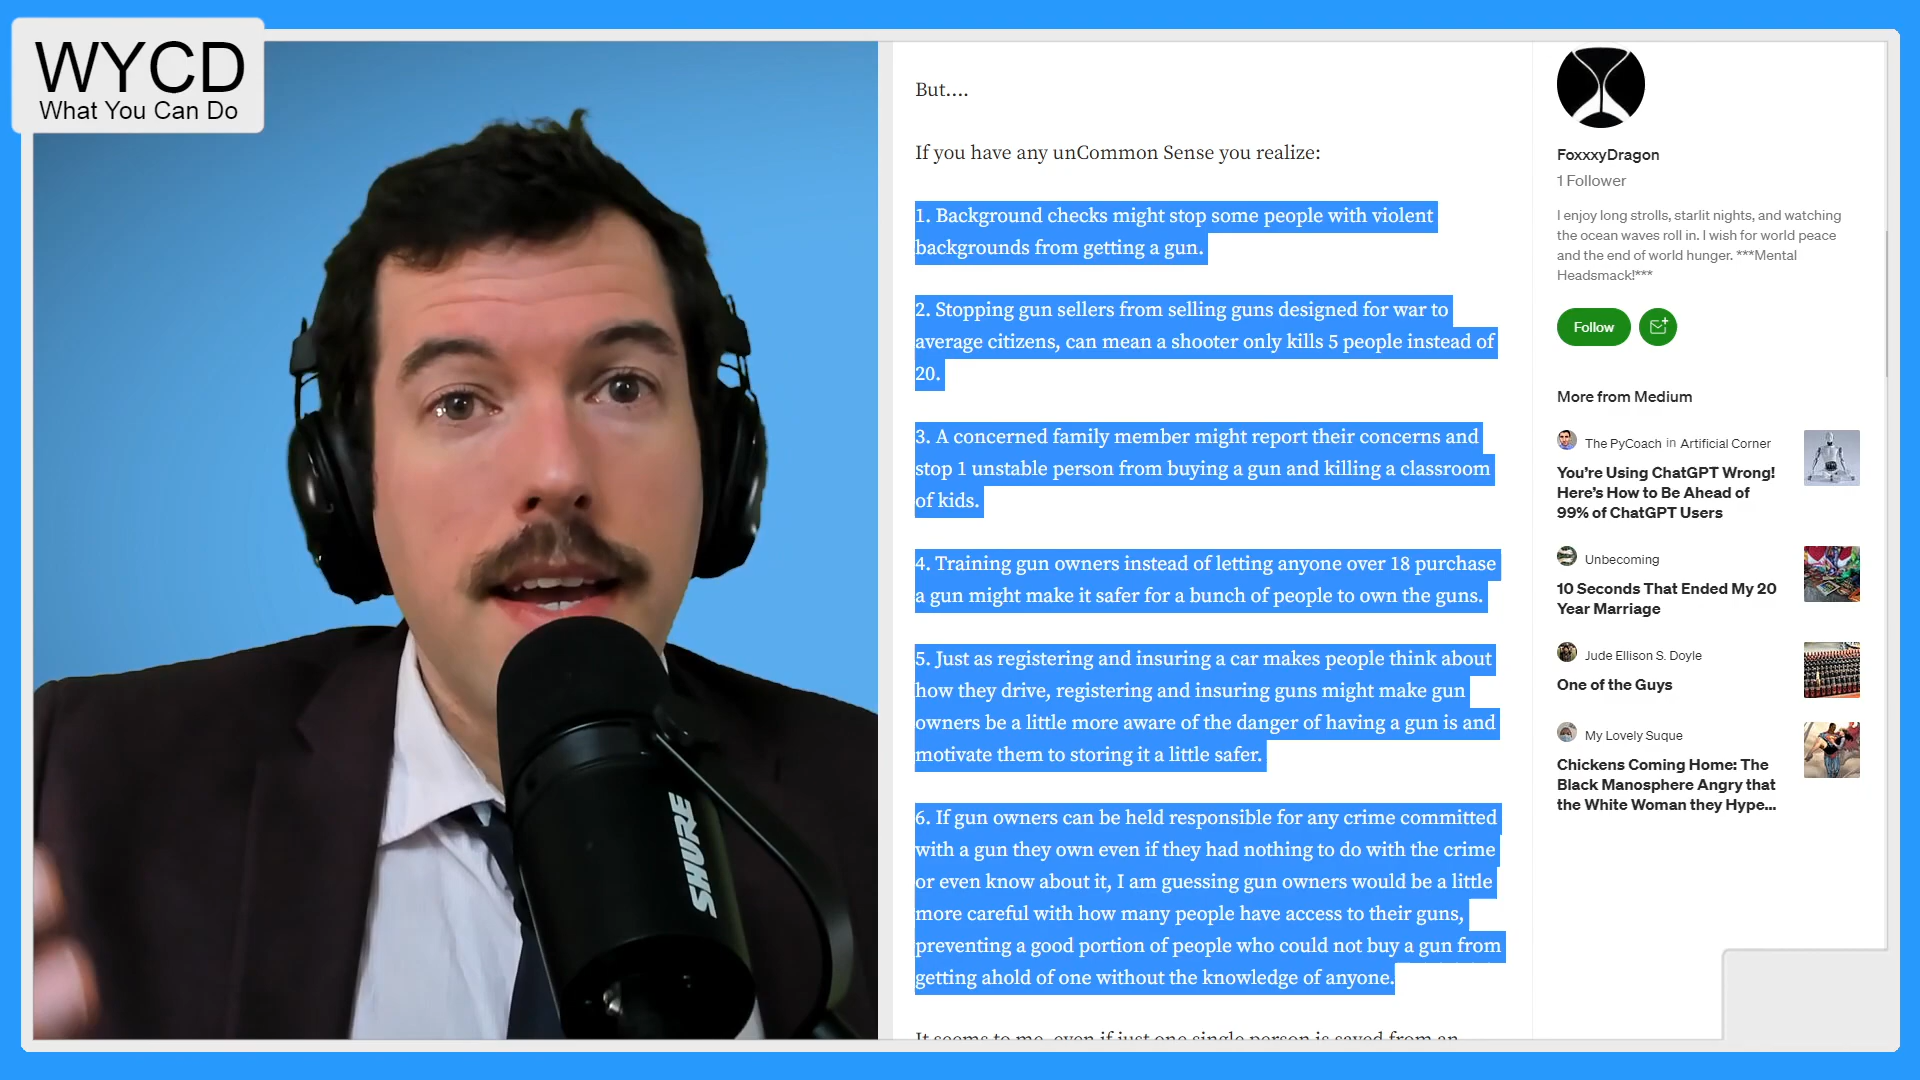 WYCD
What You Can Do
But....
If you have any unCommon Sense you realize:
1. Background checks might stop some people with violent
backgrounds from getting a gun.
2. Stopping gun sellers from selling guns designed for war to
average citizens, can mean a shooter only kills 5 people instead of
20.
3. A concerned family member might report their concerns and
stop 1 unstable person from buying a gun and killing a classroom
of kids.
4. Training gun owners instead of letting anyone over 18 purchase
a gun might make it safer for a bunch of people to own the guns.
5. Just as registering and insuring a car makes people think about
how they drive, registering and insuring guns might make gun
owners be a little more aware of the danger of having a gun is and
motivate them to storing it a little safer.
6. If gun owners can be held responsible for any crime committed
with a gun they own even if they had nothing to do with the crime
or even know about it, I am guessing gun owners would be a little
more careful with how many people have access to their guns,
preventing a good portion of people who could not buy a gun from
getting ahold of one without the knowledge of anyone.
It seems to me, even if just one single person is saved from an
FoxxxyDragon
1 Follower
I enjoy long strolls, starlit nights, and watching
the ocean waves roll in. I wish for world peace
and the end of world hunger. ***Mental
Headsmack!***
Follow
More from Medium
The PyCoach in Artificial Corner
You're Using ChatGPT Wrong!
Here's How to Be Ahead of
99% of ChatGPT Users
Unbecoming
10 Seconds That Ended My 20
Year Marriage
Jude Ellison S. Doyle
One of the Guys
My Lovely Suque
Chickens Coming Home: The
Black Manosphere Angry that
the White Woman they Hype...
SHURE